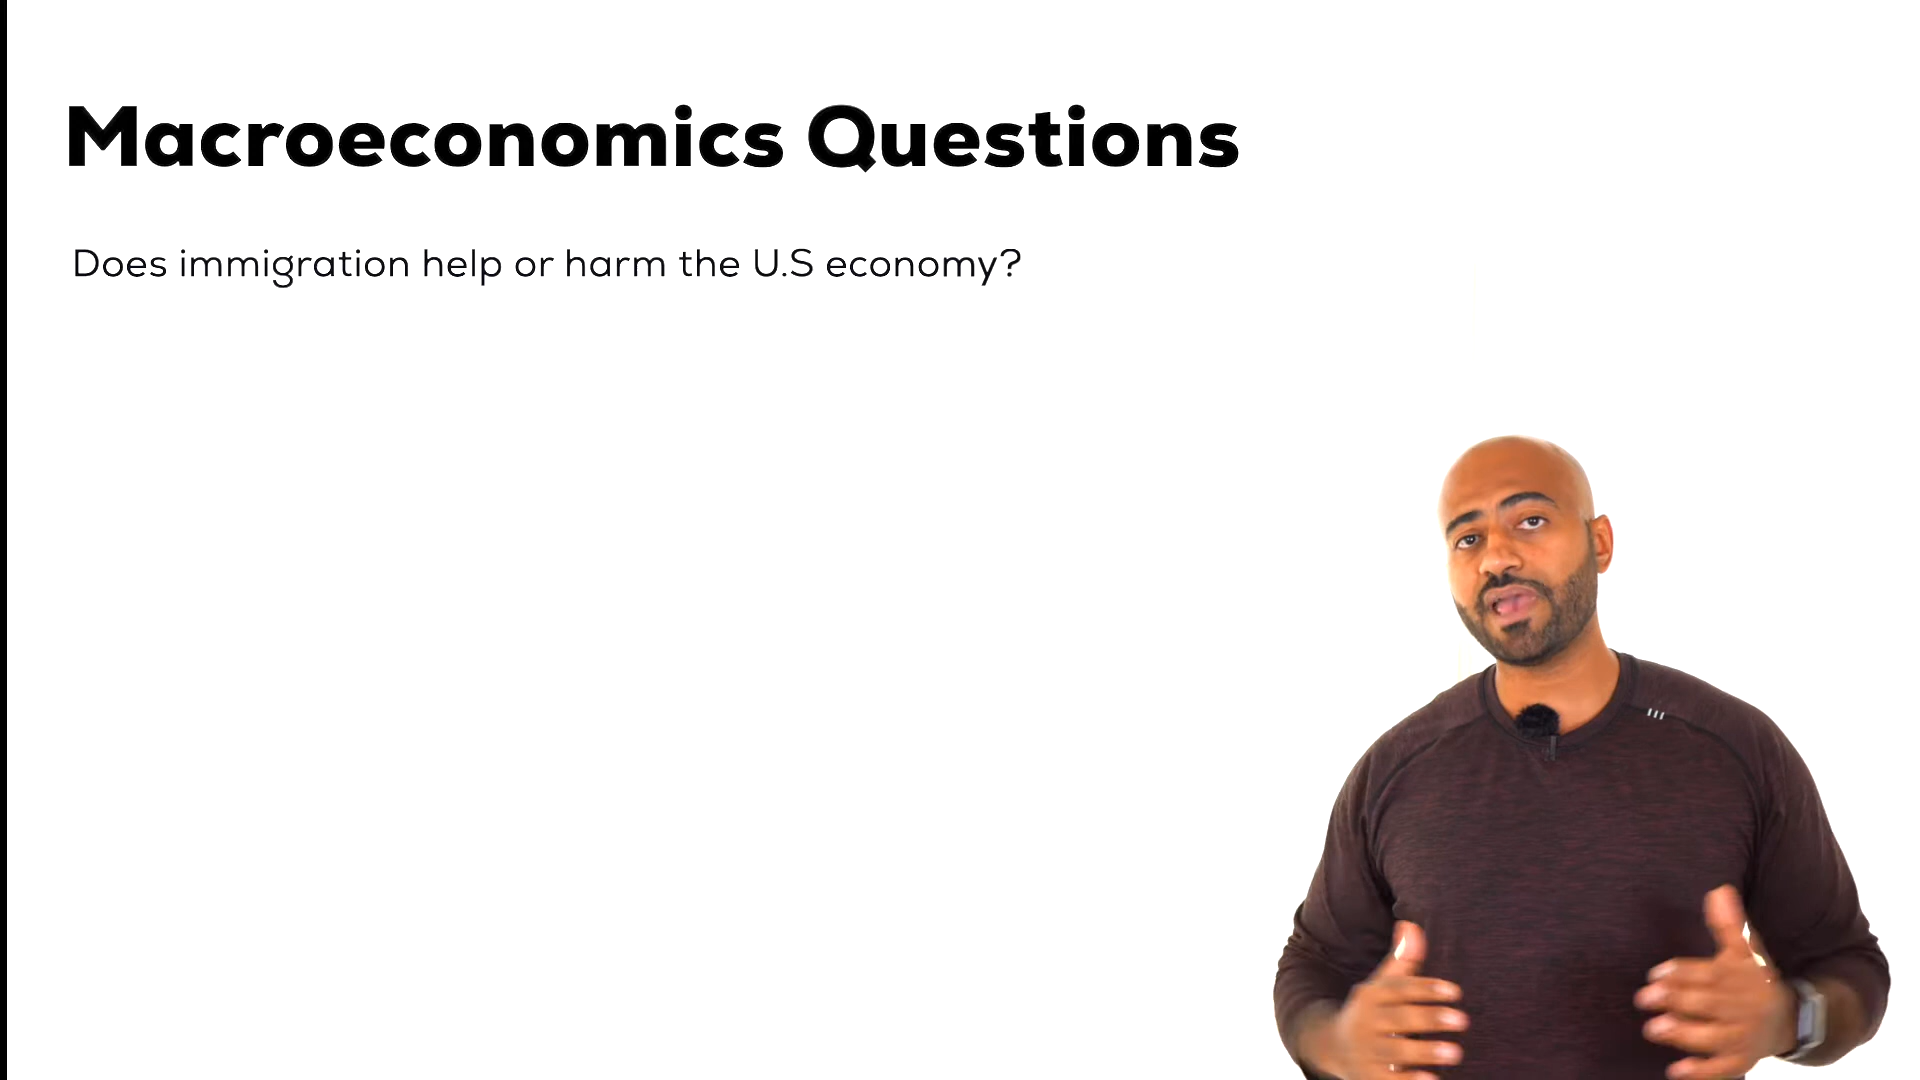 Macroeconomics Questions
Does immigration help or harm the U.S economy?